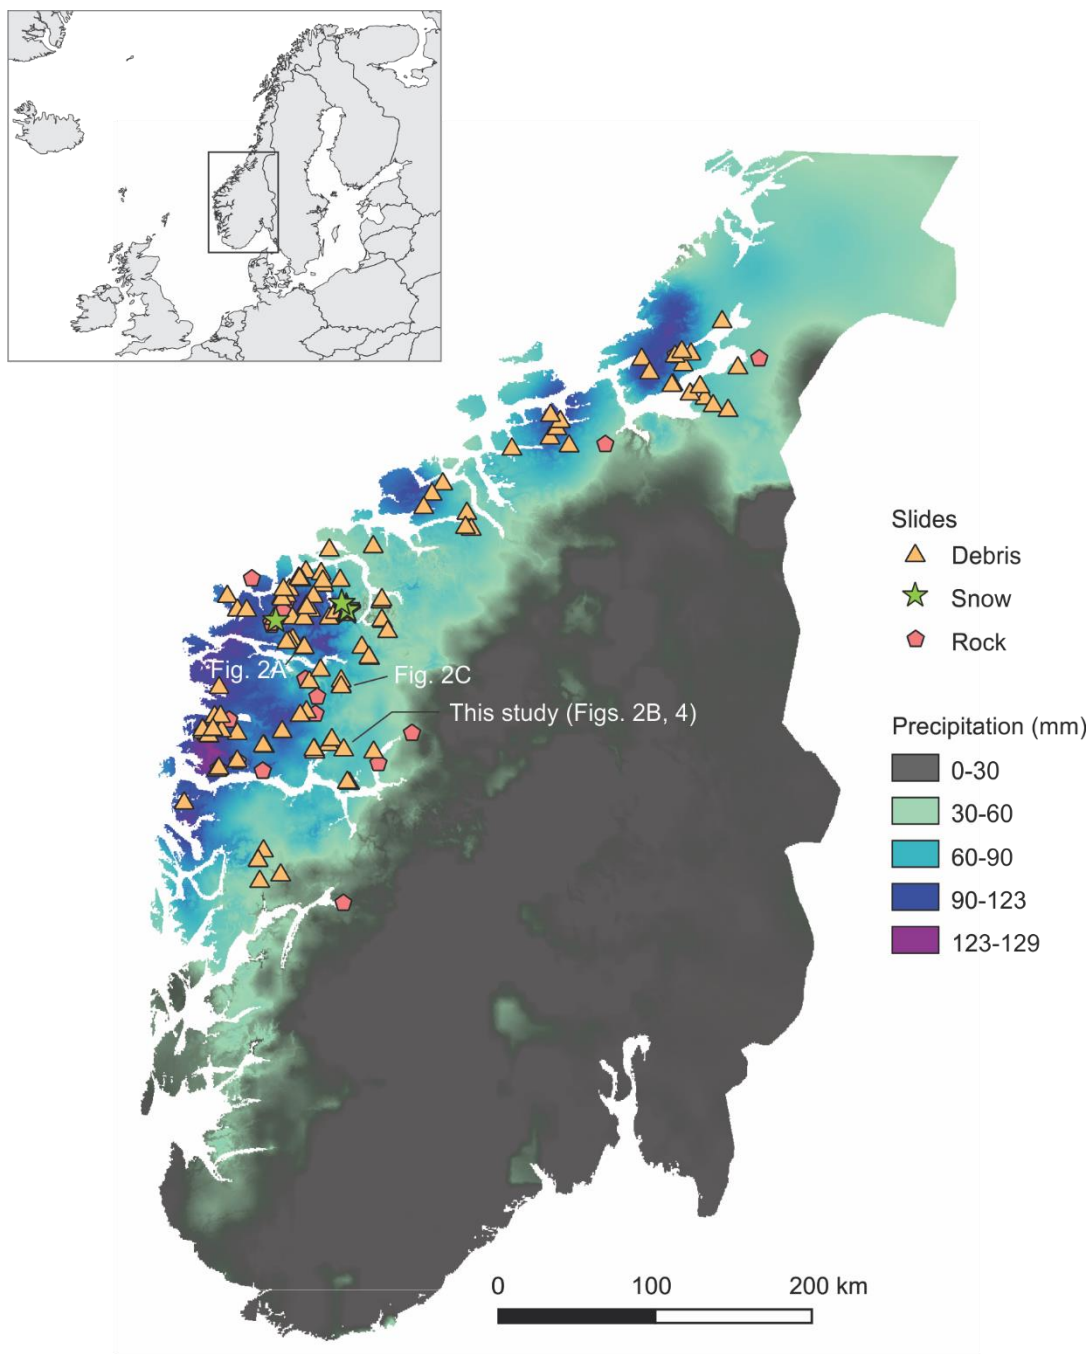 Slides
Debris
Snow
Rock
Fig. 2A
Fig. 2C
This study (Figs. 2B, 4)
Precipitation (mm)
0-30
30-60
60-90
90-123
123-129
0 100 200 km